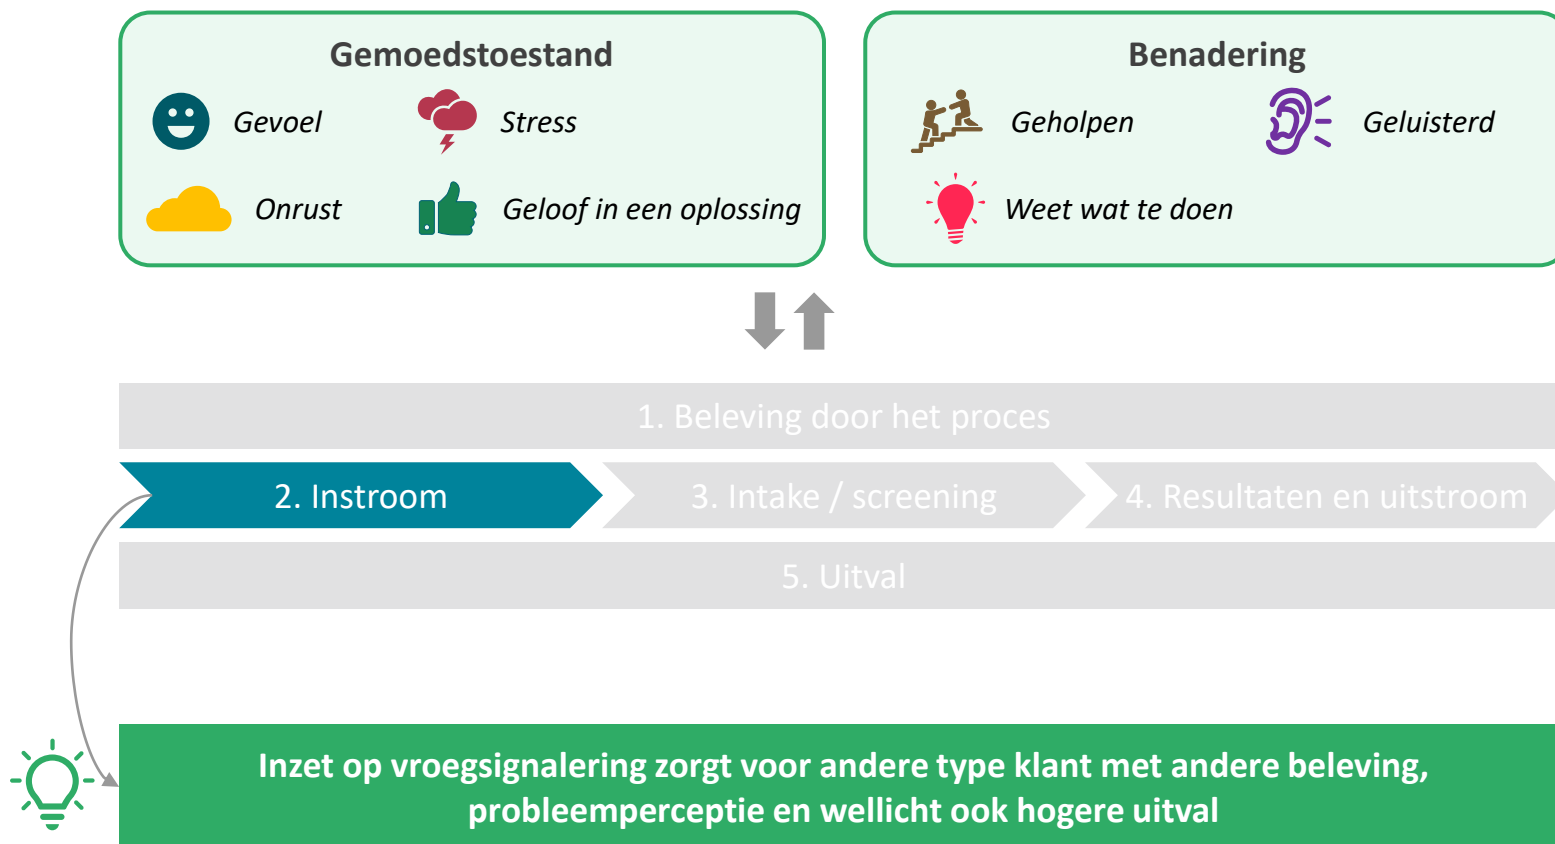 Gemoedstoestand
Gevoel
Stress
Onrust
Geloof in een oplossing
Benadering
Geholpen
Geluisterd
Weet wat te doen
1. Beleving door het proces
2. Instroom
3. Intake / screening
4. Resultaten en uitstroom
5. Uitval
Inzet op vroegsignalering zorgt voor andere type klant met andere beleving,
probleemperceptie en wellicht ook hogere uitval